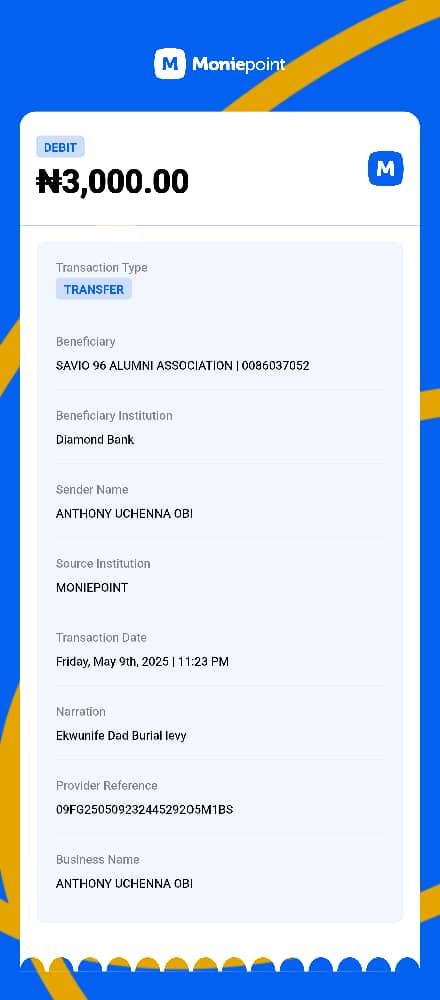 M Moniepoint
DEBIT
₦3,000.00
M
Transaction Type
TRANSFER
Beneficiary
SAVIO 96 ALUMNI ASSOCIATION | 0086037052
Beneficiary Institution
Diamond Bank
Sender Name
ANTHONY UCHENNA OBI
Source Institution
MONIEPOINT
Transaction Date
Friday, May 9th, 2025 | 11:23 PM
Narration
Ekwunife Dad Burial levy
Provider Reference
09FG250509232445292O5M1BS
Business Name
ANTHONY UCHENNA OBI